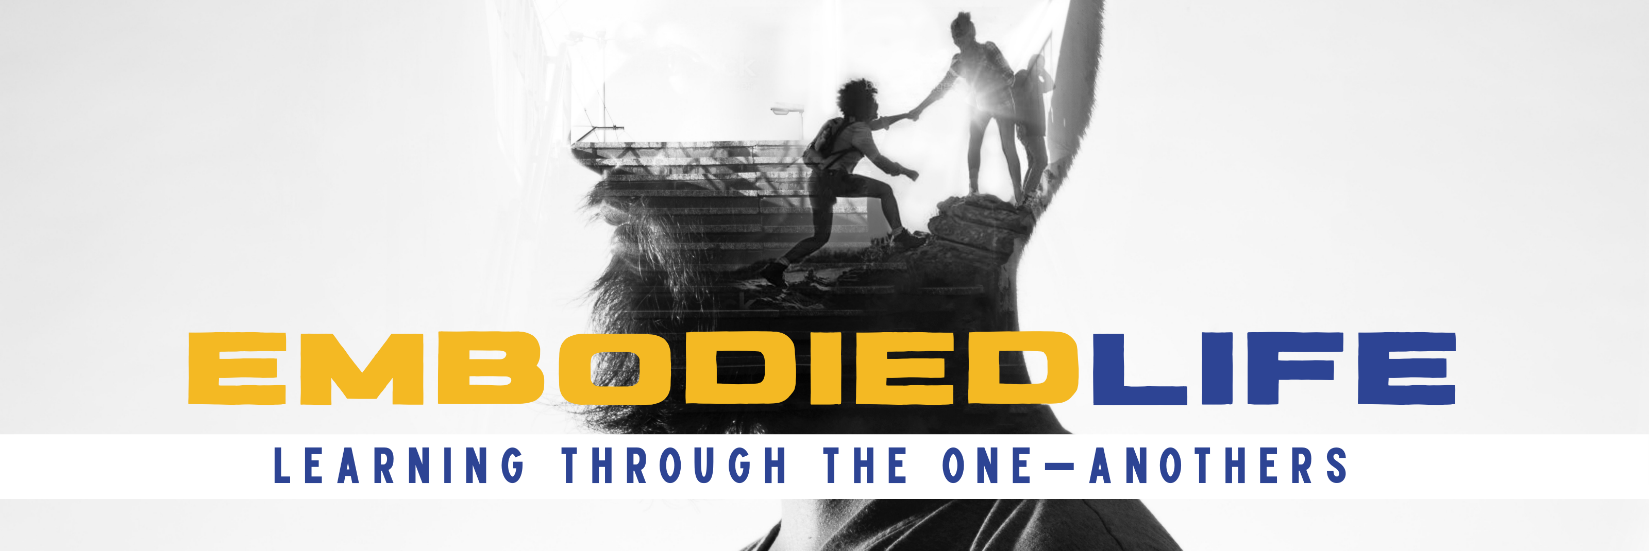 EMBODIEDLIFE
LEARNING THROUGH THE ONE—ANOTHERS